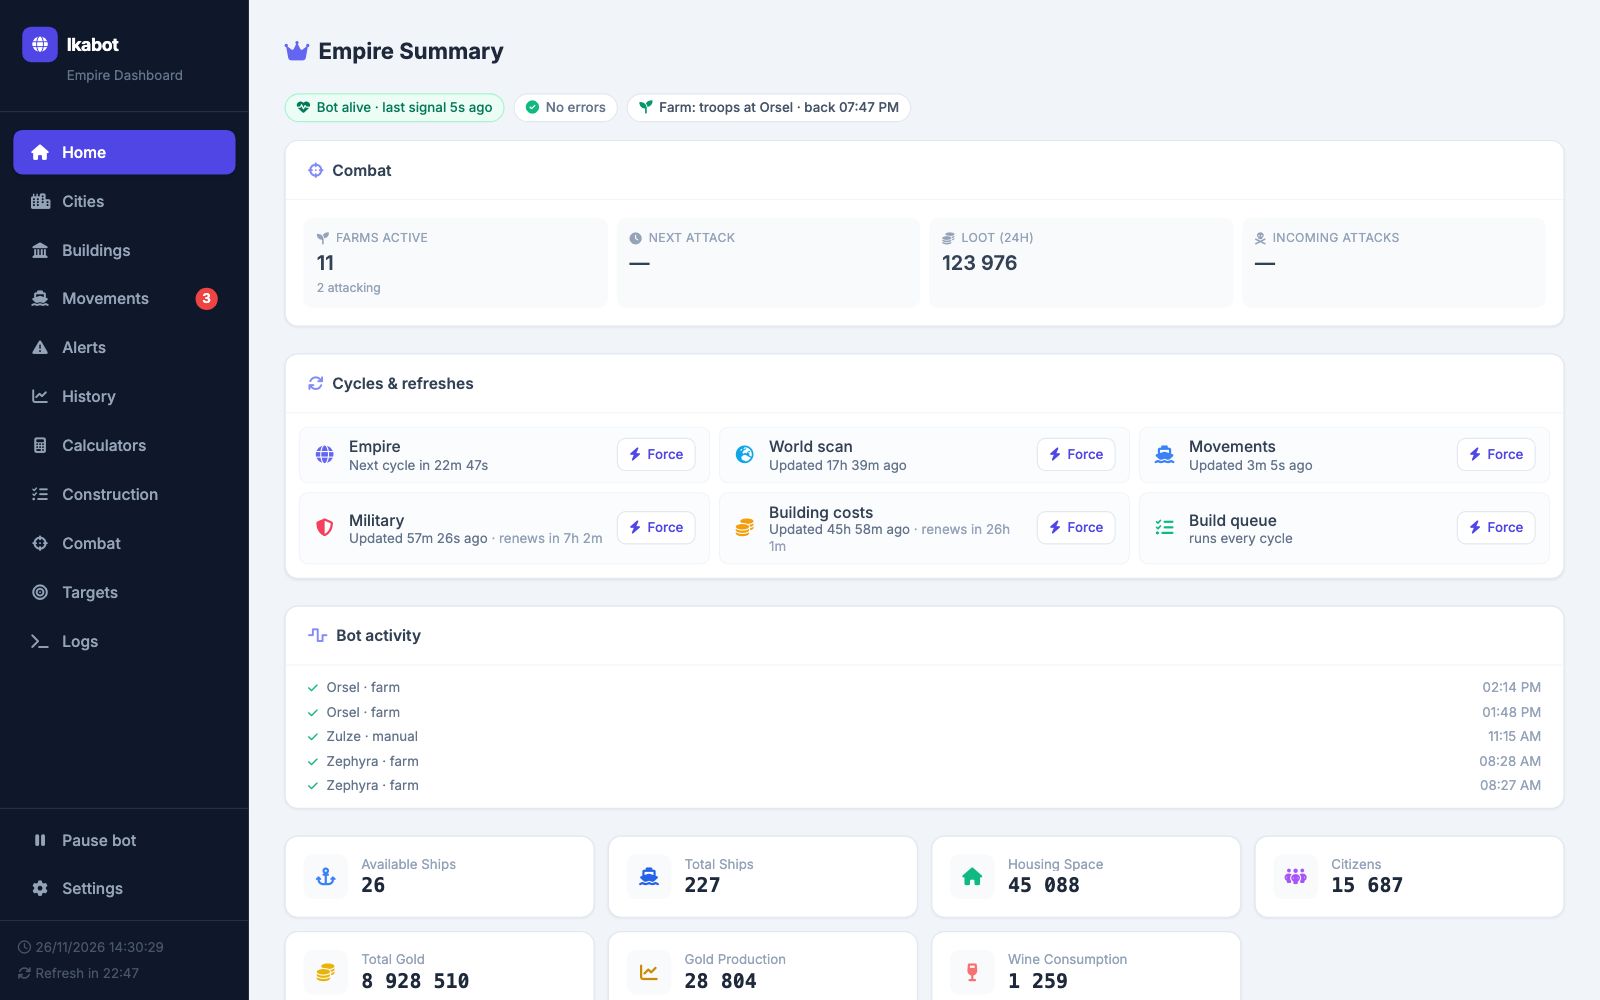 Ikabot
Empire Dashboard
Home
Cities
Buildings
Movements
3
Alerts
History
Calculators
Construction
Combat
Targets
Logs
Pause bot
Settings
26/11/2026 14:30:29
Refresh in 22:47
Empire Summary
Bot alive · last signal 5s ago
No errors
Farm: troops at Orsel · back 07:47 PM
Combat
FARMS ACTIVE
11
2 attacking
NEXT ATTACK
—
LOOT (24H)
123 976
INCOMING ATTACKS
—
Cycles & refreshes
Empire
Next cycle in 22m 47s
Force
World scan
Updated 17h 39m ago
Force
Movements
Updated 3m 5s ago
Force
Military
Updated 57m 26s ago · renews in 7h 2m
Force
Building costs
Updated 45h 58m ago · renews in 26h
1m
Force
Build queue
runs every cycle
Force
Bot activity
Orsel · farm 02:14 PM
Orsel · farm 01:48 PM
Zulze · manual 11:15 AM
Zephyra · farm 08:28 AM
Zephyra · farm 08:27 AM
Available Ships
26
Total Ships
227
Housing Space
45 088
Citizens
15 687
Total Gold
8 928 510
Gold Production
28 804
Wine Consumption
1 259